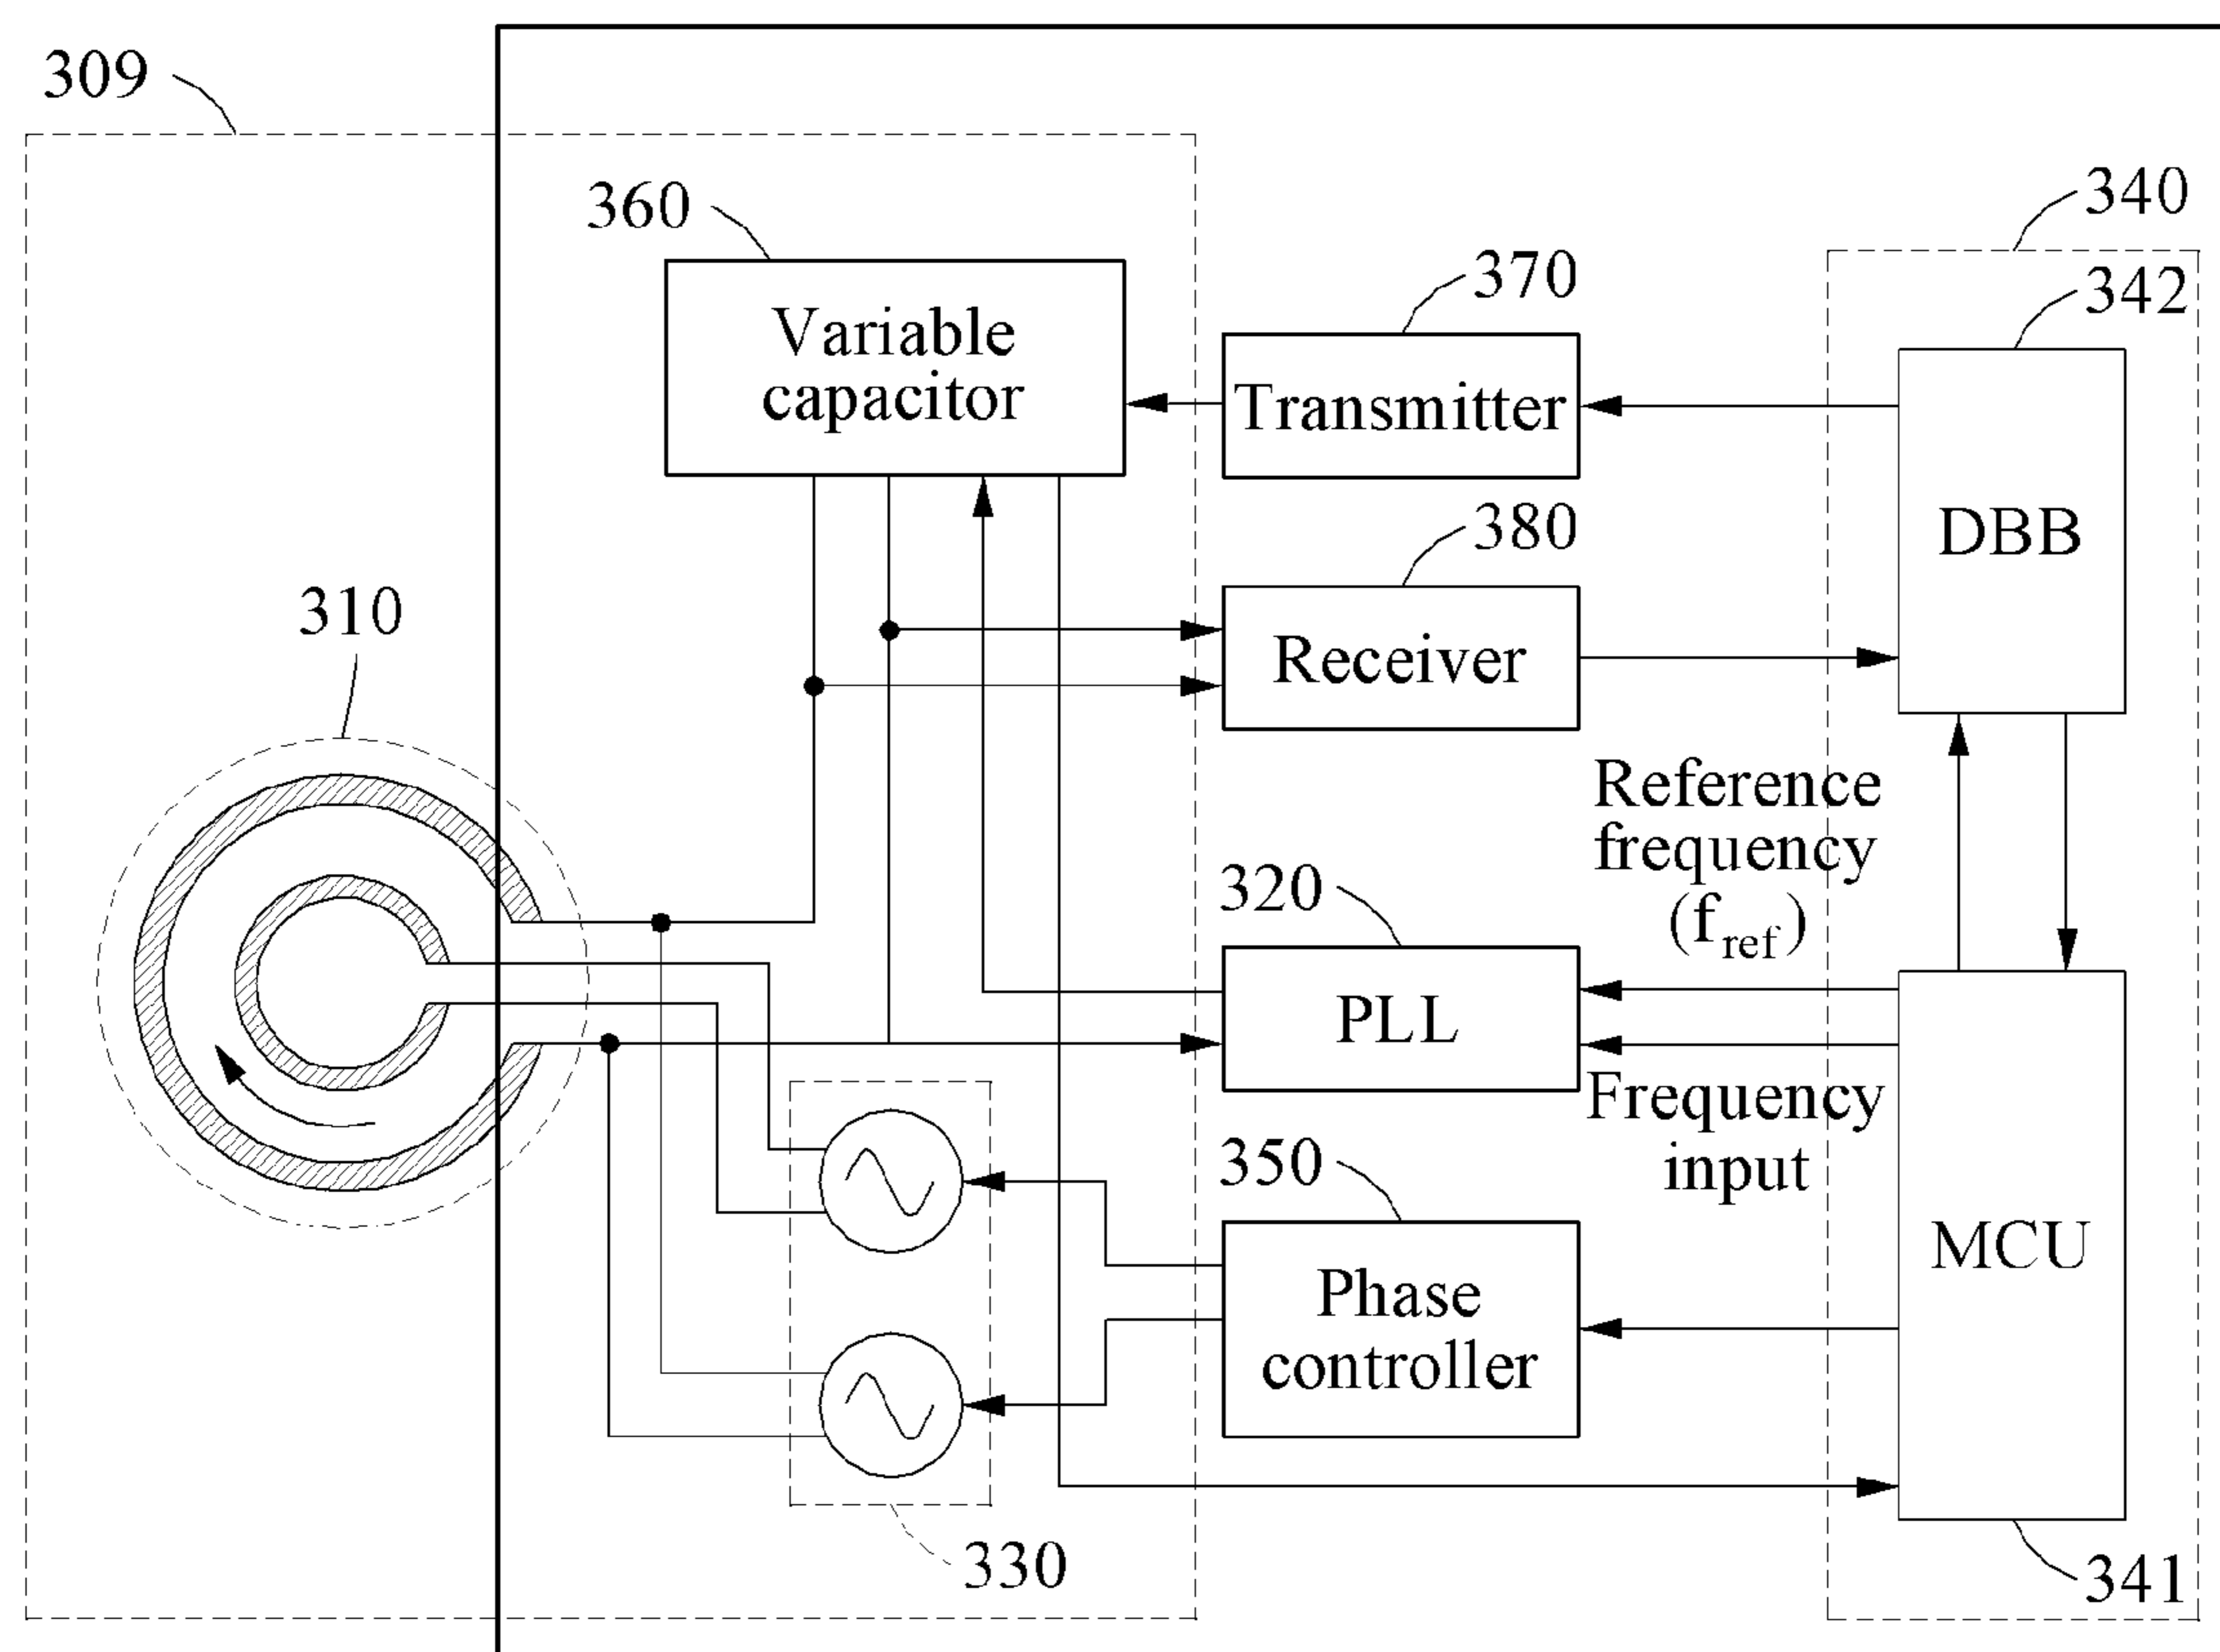 309
340
360
342
370
Variable
capacitor
Transmitter
380
DBB
310
Receiver
Reference
frequency
(fref)
320
PLL
Frequency
input
350
MCU
Phase
controller
330
341